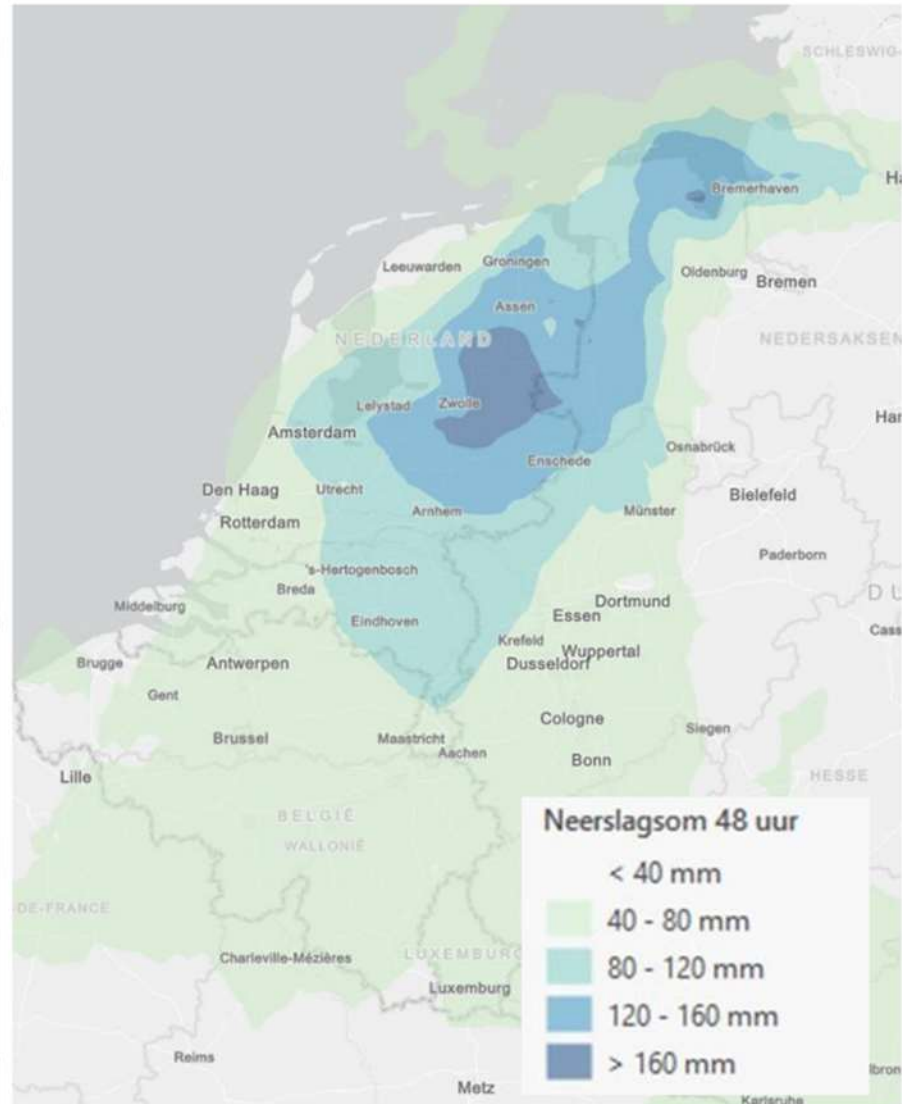 SCHLESWIG-
Bremerhaven
Ha
Leeuwarden
Groningen
Oldenburg
Bremen
Assen
NEDERLAND
NEDERSAKSEN
Lelystad
Zwolle
Har
Amsterdam
Enschede
Osnabrück
Den Haag
Utrecht
Bielefeld
Rotterdam
Arnhem
Münster
Paderborn
's-Hertogenbosch
Breda
Middelburg
Dortmund
Essen
DU
Eindhoven
Cass
Krefeld
Wuppertal
Brugge
Antwerpen
Dusseldorf
Gent
Cologne
Siegen
Brussel
Maastricht
Aachen
Bonn
Lille
HESSE
BELGIË
WALLONIË
Neerslagsom 48 uur
< 40 mm
40 - 80 mm
80 - 120 mm
120 - 160 mm
> 160 mm
-DE-FRANCE
Charleville-Mézières
LUXEMBURG
Luxemburg
Reims
Metz
lbron
Karlsruhe